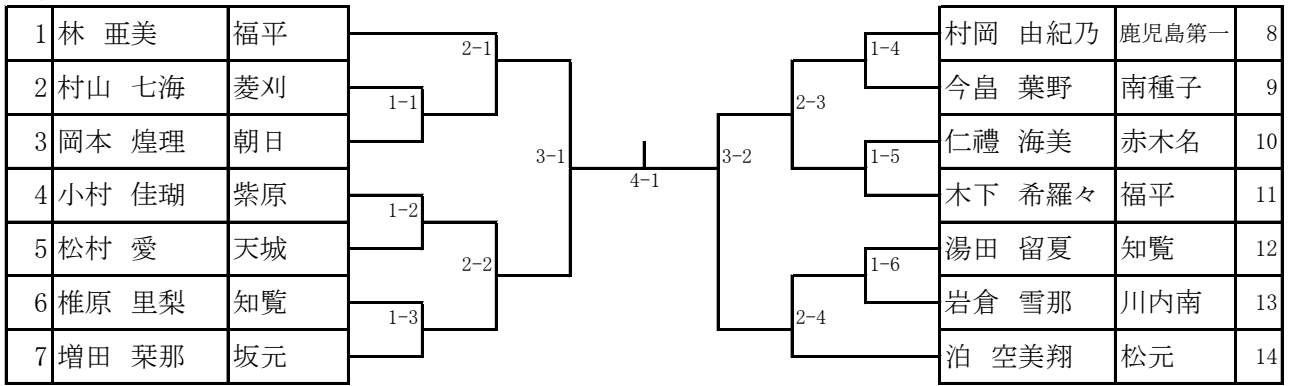 1 林 亜美 福平
2 村山 七海 菱刈
3 岡本 煌理 朝日
4 小村 佳瑚 紫原
5 松村 愛 天城
6 椎原 里梨 知覧
7 増田 栞那 坂元
2-1
1-1
3-1
1-2
2-2
1-3
4-1
3-2
1-4
2-3
1-5
1-6
2-4
村岡 由紀乃 鹿児島第一 8
今畠 葉野 南種子 9
仁禮 海美 赤木名 10
木下 希羅々 福平 11
湯田 留夏 知覧 12
岩倉 雪那 川内南 13
泊 空美翔 松元 14